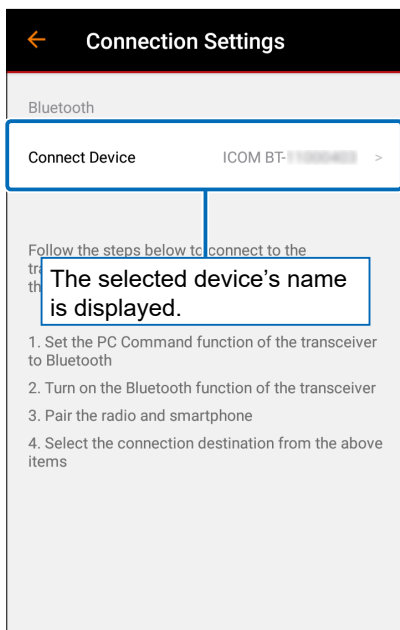 ← Connection Settings
Bluetooth
Connect Device ICOM BT- >
Follow the steps below to connect to the
The selected device's name
is displayed.
1. Set the PC Command function of the transceiver
to Bluetooth
2. Turn on the Bluetooth function of the transceiver
3. Pair the radio and smartphone
4. Select the connection destination from the above
items